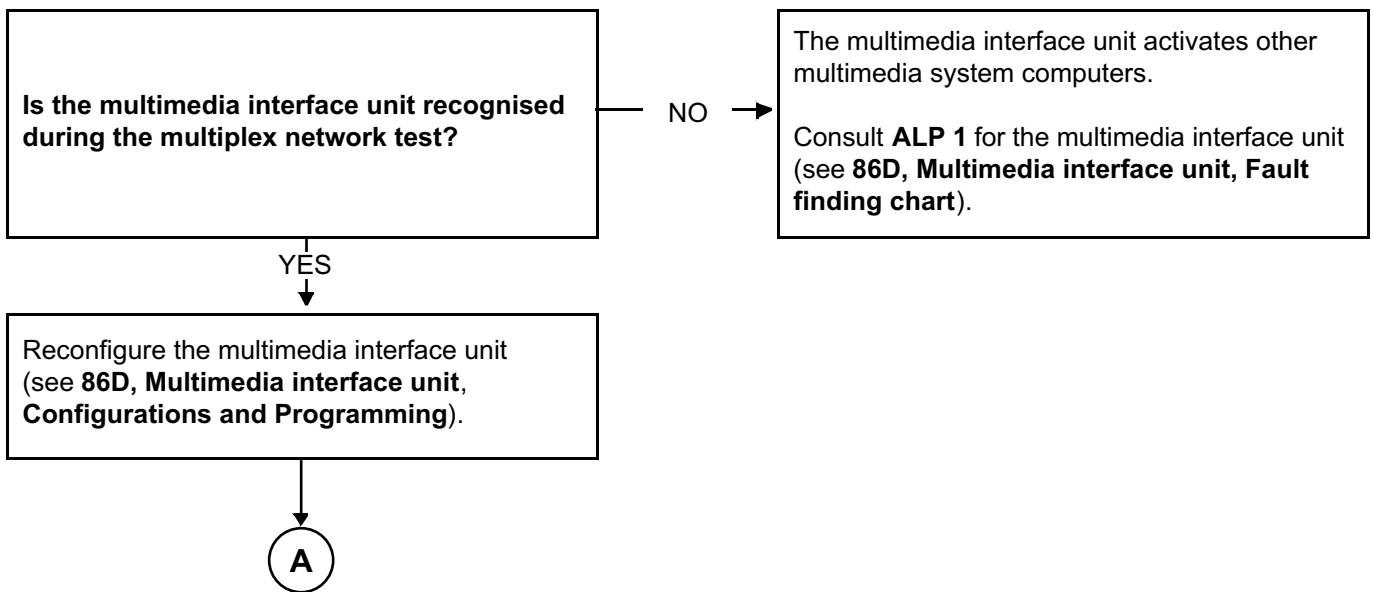 Is the multimedia interface unit recognised
during the multiplex network test?
NO
The multimedia interface unit activates other
multimedia system computers.
Consult ALP 1 for the multimedia interface unit
(see 86D, Multimedia interface unit, Fault
finding chart).
YES
Reconfigure the multimedia interface unit
(see 86D, Multimedia interface unit,
Configurations and Programming).
A